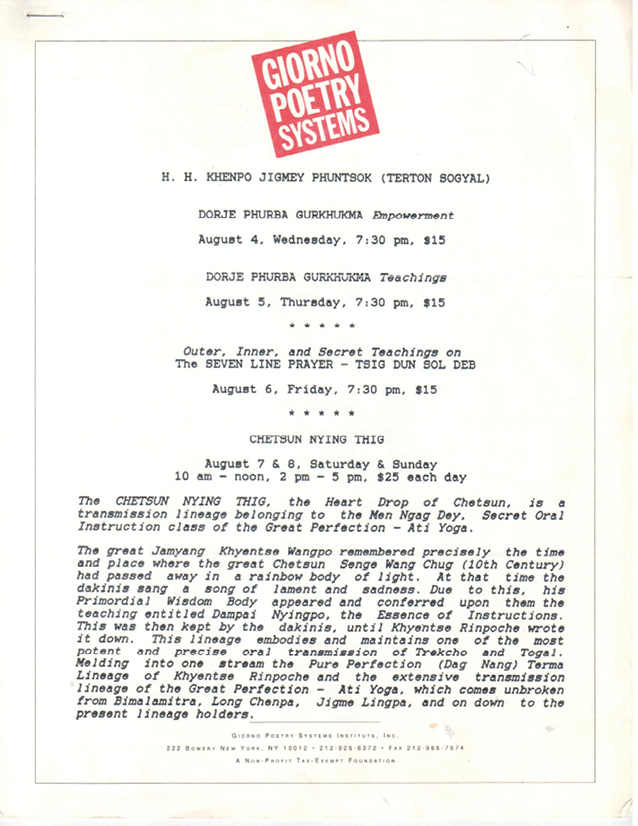 GIORNO
POETRY
SYSTEMS
H. H. KHENPO JIGMEY PHUNTSOK (TERTON SOGYAL)
DORJE PHURBA GURKHUKMA Empowerment
August 4, Wednesday, 7:30 pm, $15
DORJE PHURBA GURKHUKMA Teachings
August 5, Thursday, 7:30 pm, $15
* * * * *
Outer, Inner, and Secret Teachings on
The SEVEN LINE PRAYER - TSIG DUN SOL DEB
August 6, Friday, 7:30 pm, $15
* * * * *
CHETSUN NYING THIG
August 7 & 8, Saturday & Sunday
10 am - noon, 2 pm - 5 pm, $25 each day
The CHETSUN NYING THIG, the Heart Drop of Chetsun, is a
transmission lineage belonging to the Men Ngag Dey, Secret Oral
Instruction class of the Great Perfection - Ati Yoga.
The great Jamyang Khyentse Wangpo remembered precisely the time
and place where the great Chetsun Senge Wang Chug (10th Century)
had passed away in a rainbow body of light. At that time the
dakinis sang a song of lament and sadness. Due to this, his
Primordial Wisdom Body appeared and conferred upon them the
teaching entitled Dampai Nyingpo, the Essence of Instructions.
This was then kept by the dakinis, until Khyentse Rinpoche wrote
it down. This lineage embodies and maintains one of the most
potent and precise oral transmission of Trekcho and Togal.
Melding into one stream the Pure Perfection (Dag Nang) Terma
Lineage of Khyentse Rinpoche and the extensive transmission
lineage of the Great Perfection - Ati Yoga, which comes unbroken
from Bimalamitra, Long Chenpa, Jigme Lingpa, and on down to the
present lineage holders.
GIORNO POETRY SYSTEMS INSTITUTE, INC.
222 BOWERY NEW YORK, NY 10012 • 212-925-6372 • FAX 212-966-7574
A NON-PROFIT TAX-EXEMPT FOUNDATION